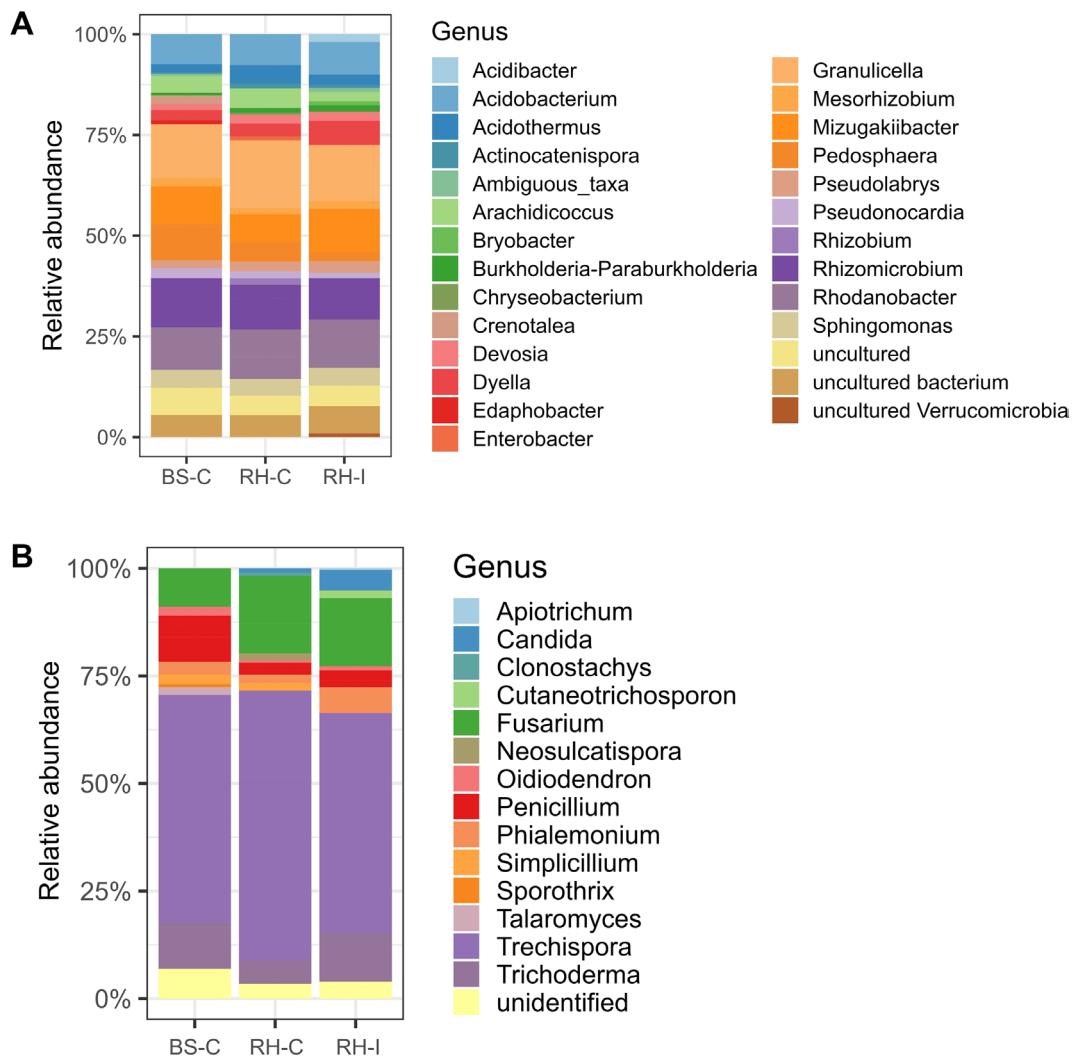 A
Relative abundance
100%
75%
50%
25%
0%
BS-C RH-C RH-I
Genus
Acidibacter
Acidobacterium
Acidothermus
Actinocatenispora
Ambiguous_taxa
Arachidicoccus
Bryobacter
Burkholderia-Paraburkholderia
Chryseobacterium
Crenotalea
Devosia
Dyella
Edaphobacter
Enterobacter
Granulicella
Mesorhizobium
Mizugakiibacter
Pedosphaera
Pseudolabrys
Pseudonocardia
Rhizobium
Rhizomicrobium
Rhodanobacter
Sphingomonas
uncultured
uncultured bacterium
uncultured Verrucomicrobia
B
Relative abundance
100%
75%
50%
25%
0%
BS-C RH-C RH-I
Genus
Apiotrichum
Candida
Clonostachys
Cutaneotrichosporon
Fusarium
Neosulcatispora
Oidiodendron
Penicillium
Phialemonium
Simplicillium
Sporothrix
Talaromyces
Trechispora
Trichoderma
unidentified